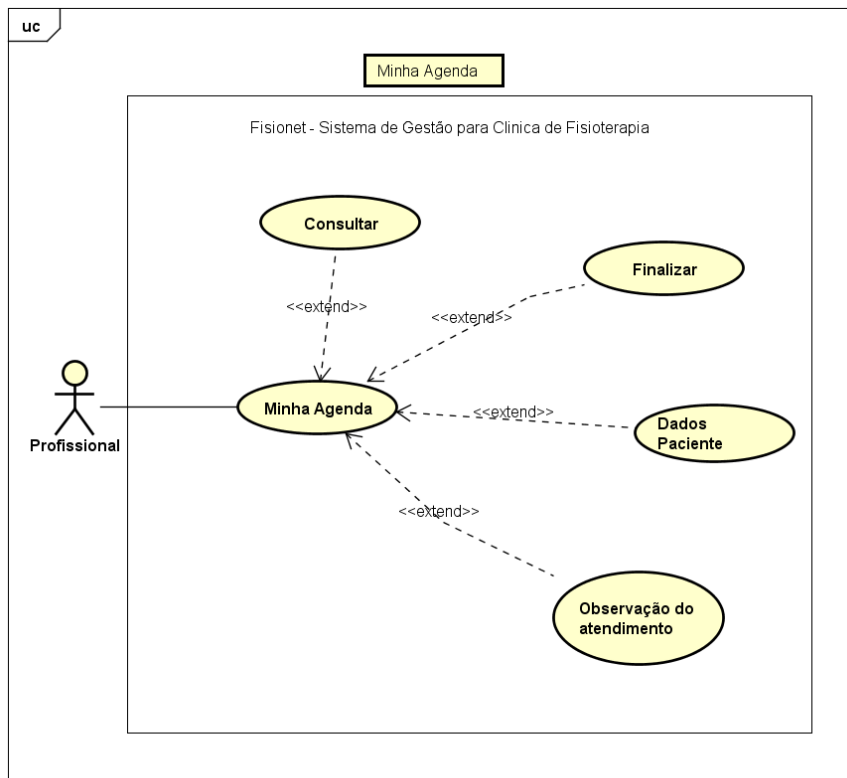 uc
Minha Agenda
Fisionet - Sistema de Gestão para Clinica de Fisioterapia
Consultar
Finalizar
<<extend>>
<<extend>>
Minha Agenda
<<extend>>
Dados
Paciente
Profissional
<<extend>>
Observação do
atendimento